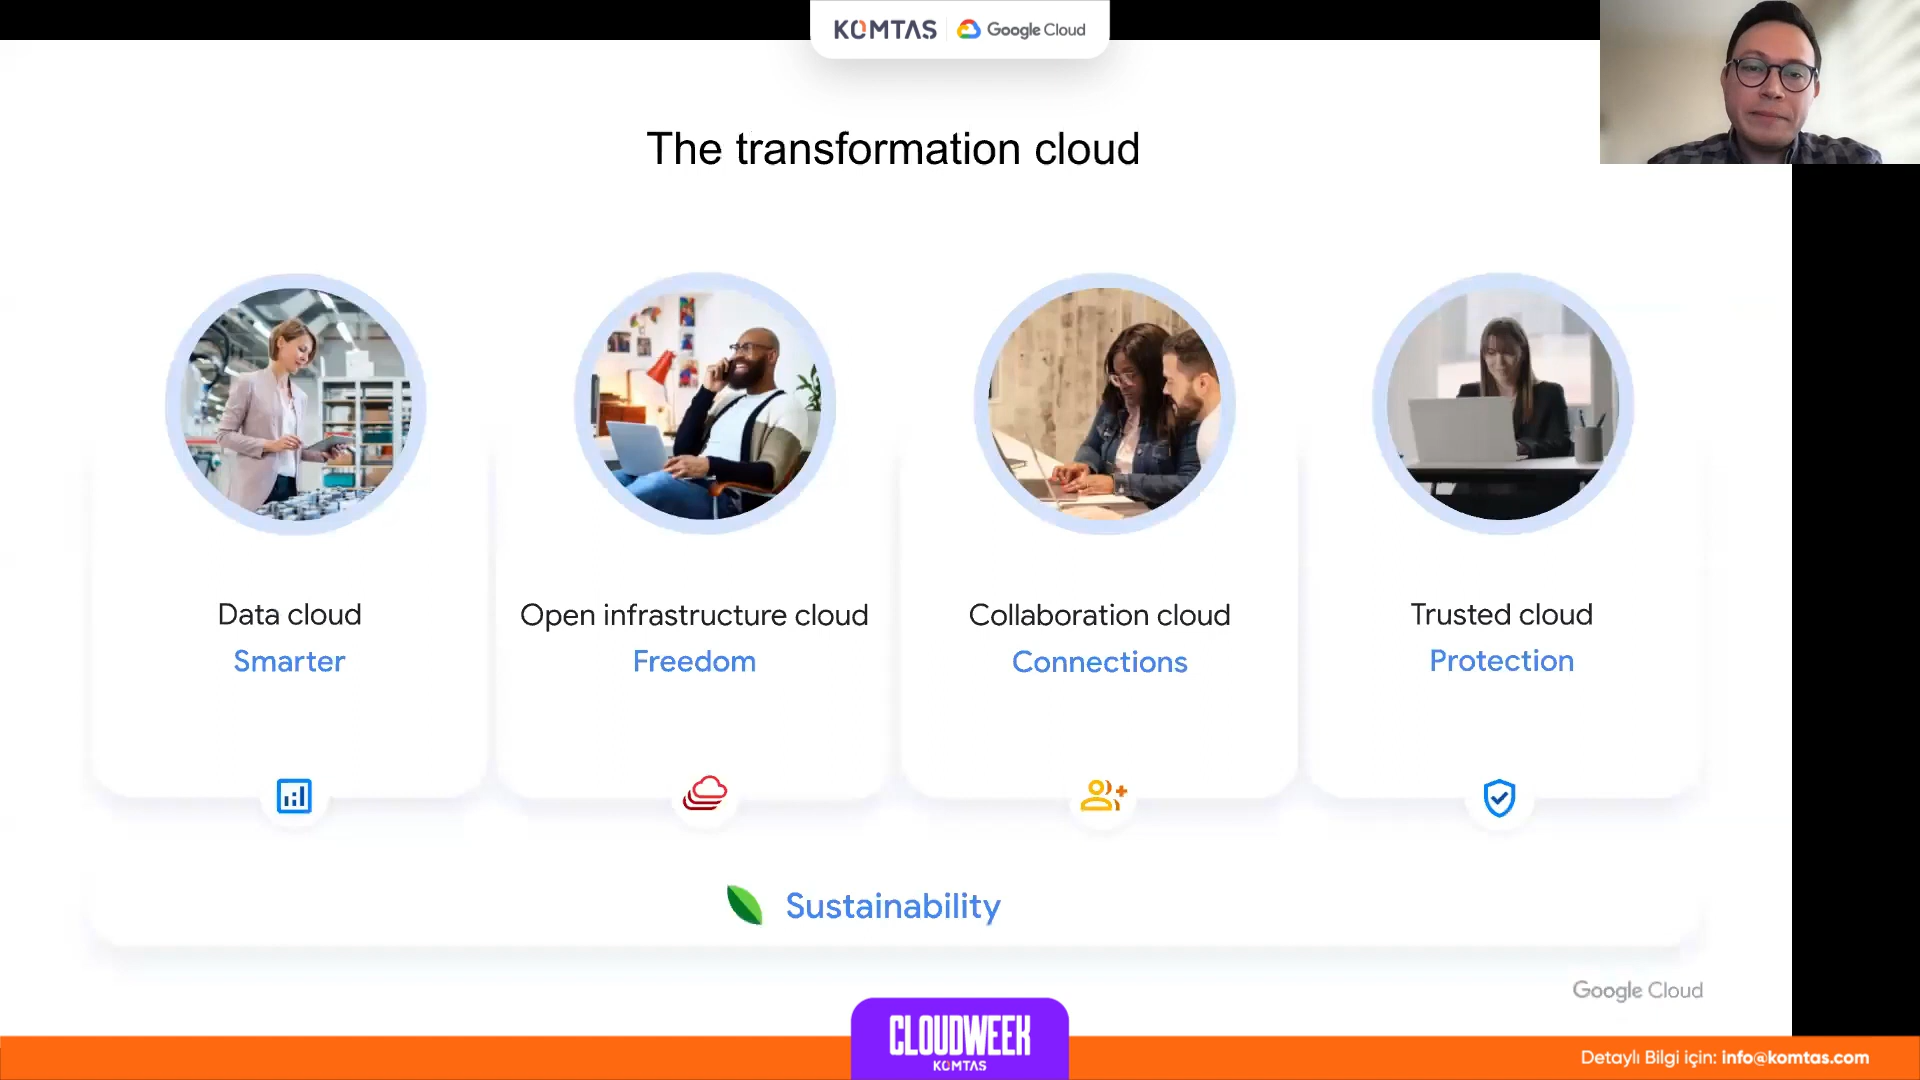 KOMTAS Google Cloud
The transformation cloud
Data cloud
Smarter
Open infrastructure cloud
Freedom
Collaboration cloud
Connections
Trusted cloud
Protection
Sustainability
Google Cloud
CLOUDWEEK
KOMTAS
Detaylı Bilgi için: info@komtas.com